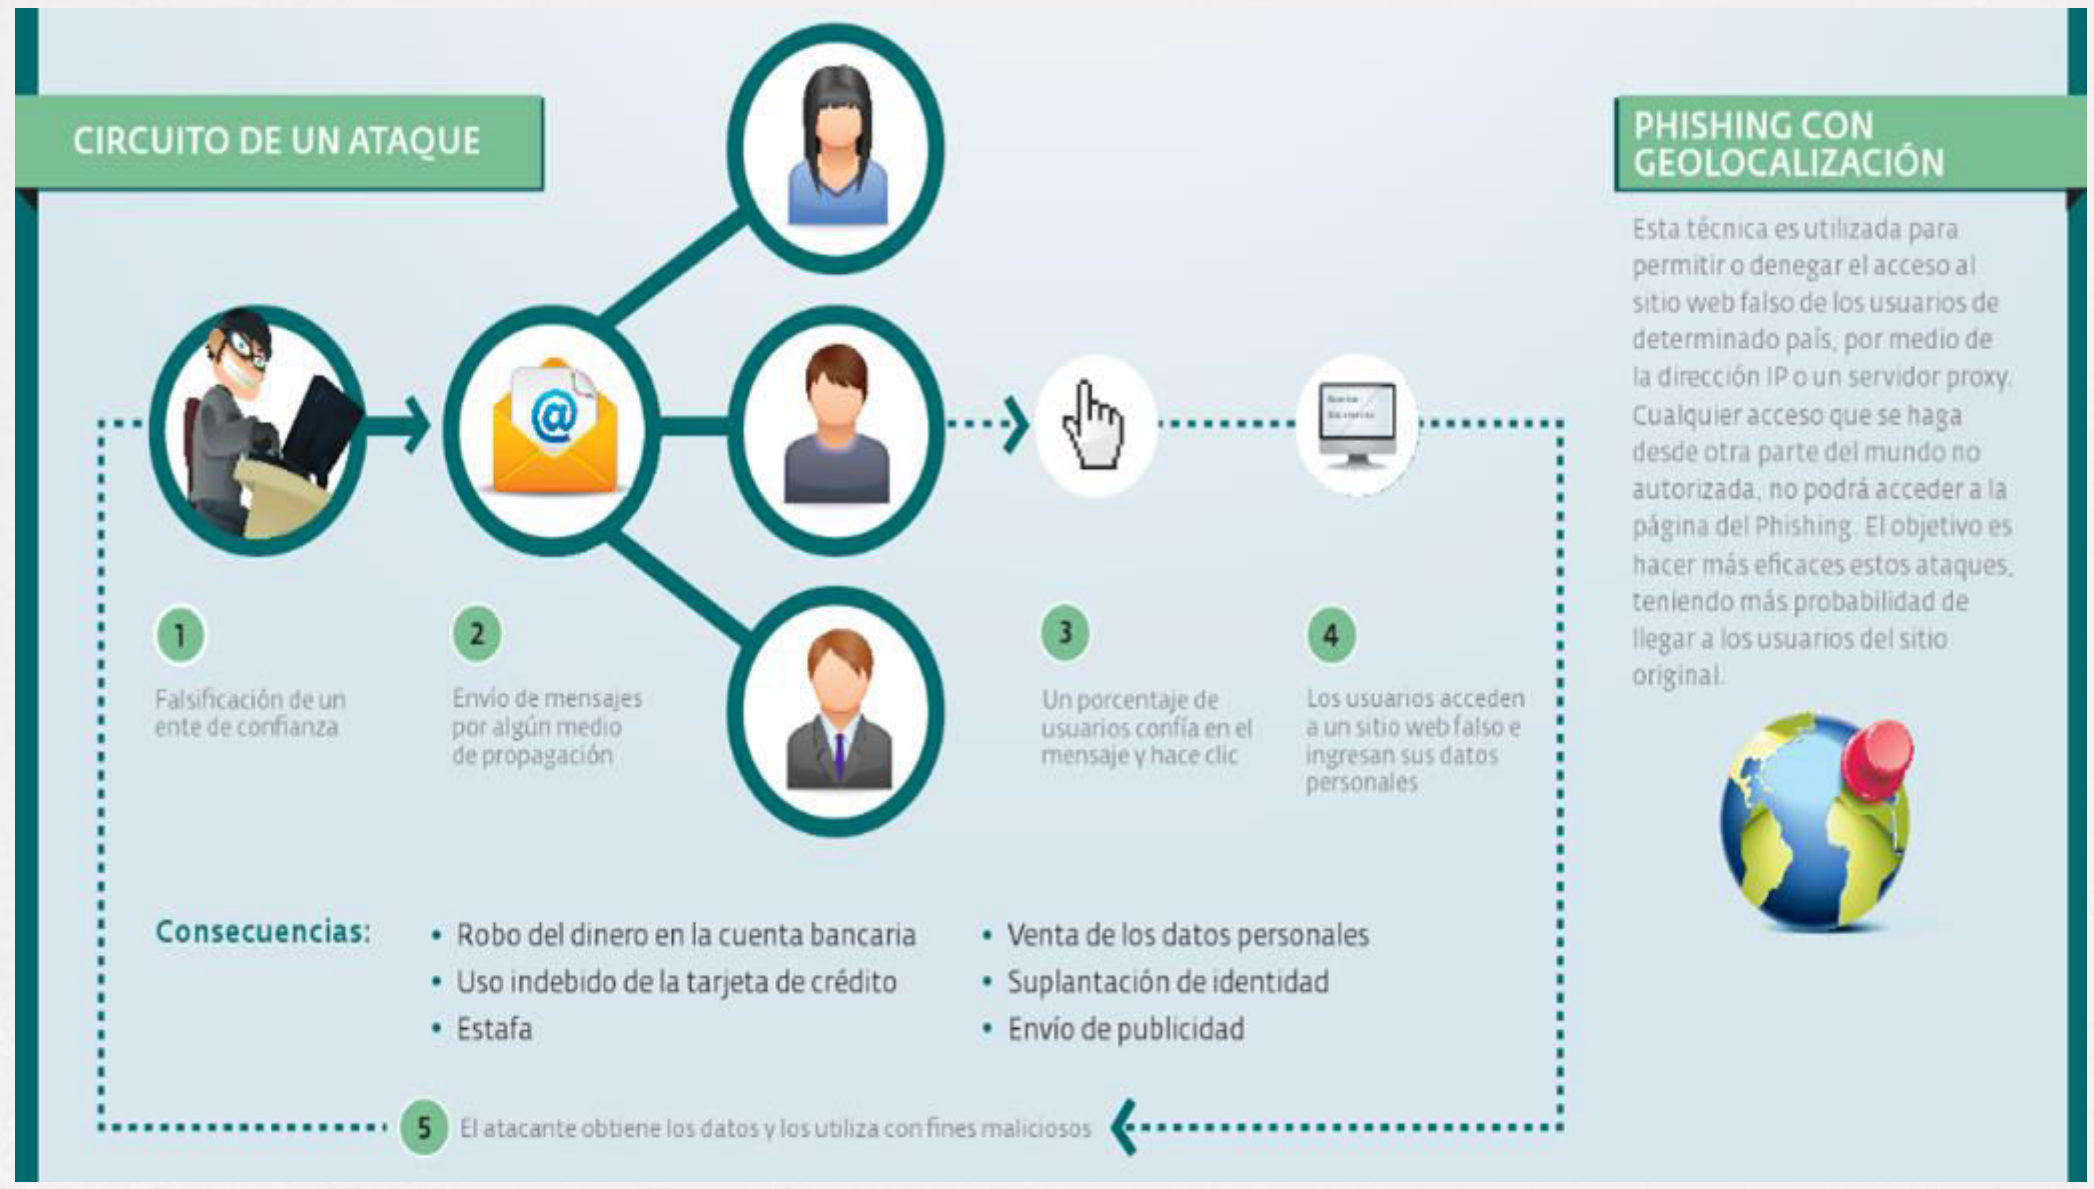 CIRCUITO DE UN ATAQUE
1
Falsificación de un
ente de confianza
2
Envío de mensajes
por algún medio
de propagación
3
Un porcentaje de
usuarios confía en el
mensaje y hace clic
4
Los usuarios acceden
a un sitio web falso e
ingresan sus datos
personales
Consecuencias:
• Robo del dinero en la cuenta bancaria
• Uso indebido de la tarjeta de crédito
• Estafa
• Venta de los datos personales
• Suplantación de identidad
• Envío de publicidad
5 El atacante obtiene los datos y los utiliza con fines maliciosos
PHISHING CON
GEOLOCALIZACIÓN
Esta técnica es utilizada para
permitir o denegar el acceso al
sitio web falso de los usuarios de
determinado país, por medio de
la dirección IP o un servidor proxy.
Cualquier acceso que se haga
desde otra parte del mundo no
autorizada, no podrá acceder a la
página del Phishing. El objetivo es
hacer más eficaces estos ataques,
teniendo más probabilidad de
llegar a los usuarios del sitio
original.
@